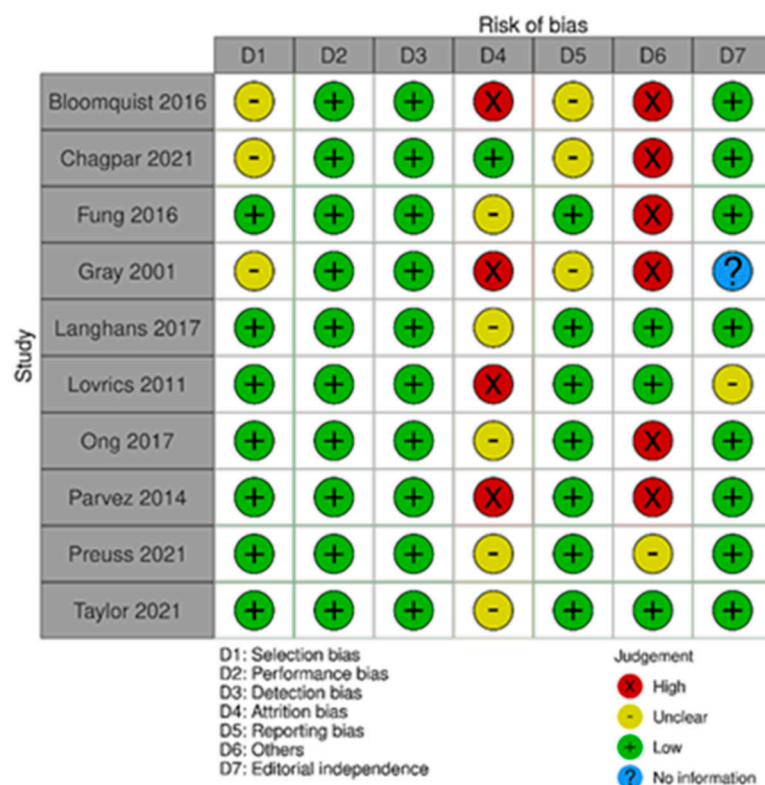 Risk of bias
D1 D2 D3 D4 D5 D6 D7
Study
Bloomquist 2016 - + + X - X +
Chagpar 2021 - + + + - X +
Fung 2016 + + + - + X +
Gray 2001 - + + X - X ?
Langhans 2017 + + + - + + +
Lovrics 2011 + + + X + + -
Ong 2017 + + + - + X +
Parvez 2014 + + + X + X +
Preuss 2021 + + + - + - +
Taylor 2021 + + + - + + +
D1: Selection bias
D2: Performance bias
D3: Detection bias
D4: Attrition bias
D5: Reporting bias
D6: Others
D7: Editorial independence
Judgement
X High
- Unclear
+ Low
? No information